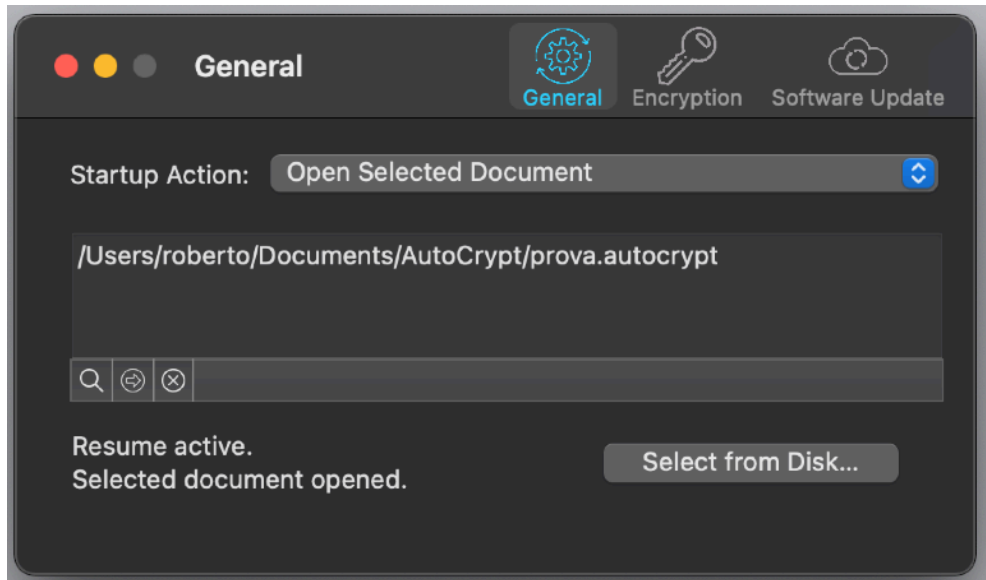 General
General
Encryption
Software Update
Startup Action:
Open Selected Document
/Users/roberto/Documents/AutoCrypt/prova.autocrypt
Resume active.
Selected document opened.
Select from Disk...